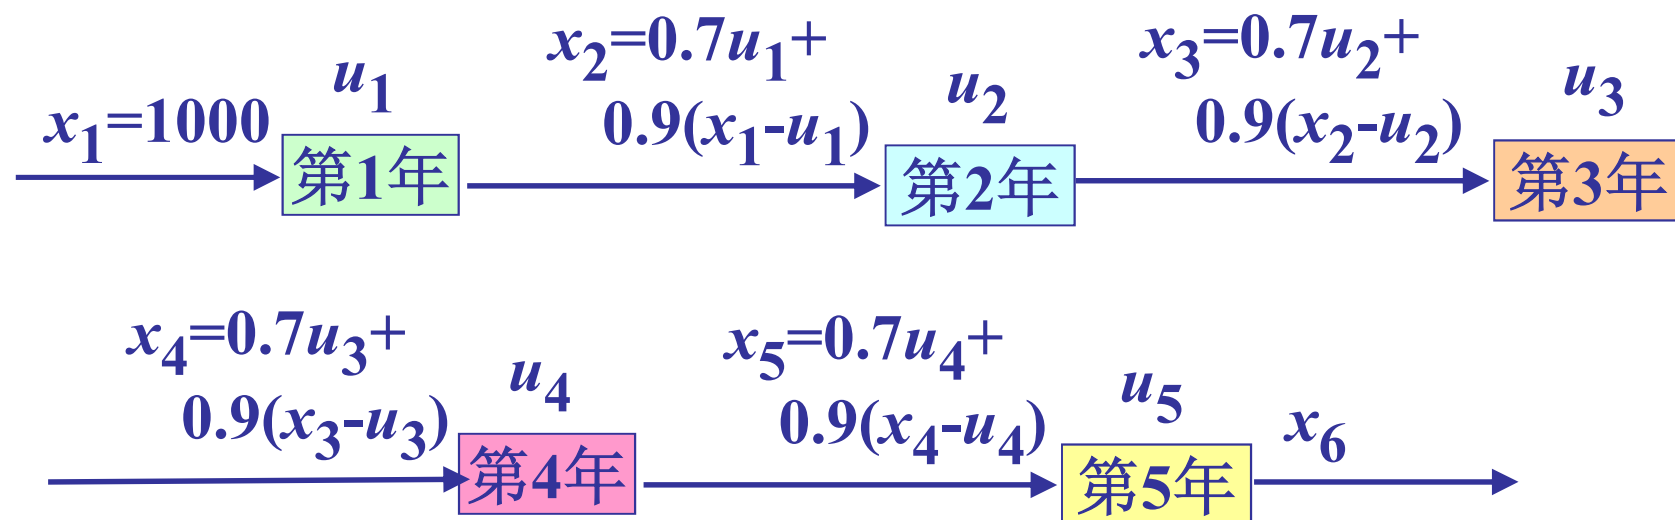 x₁=1000
u₁
第1年
x₂=0.7u₁+
0.9(x₁-u₁)
u₂
第2年
x₃=0.7u₂+
0.9(x₂-u₂)
u₃
第3年
x₄=0.7u₃+
0.9(x₃-u₃)
u₄
第4年
x₅=0.7u₄+
0.9(x₄-u₄)
u₅
第5年
x₆